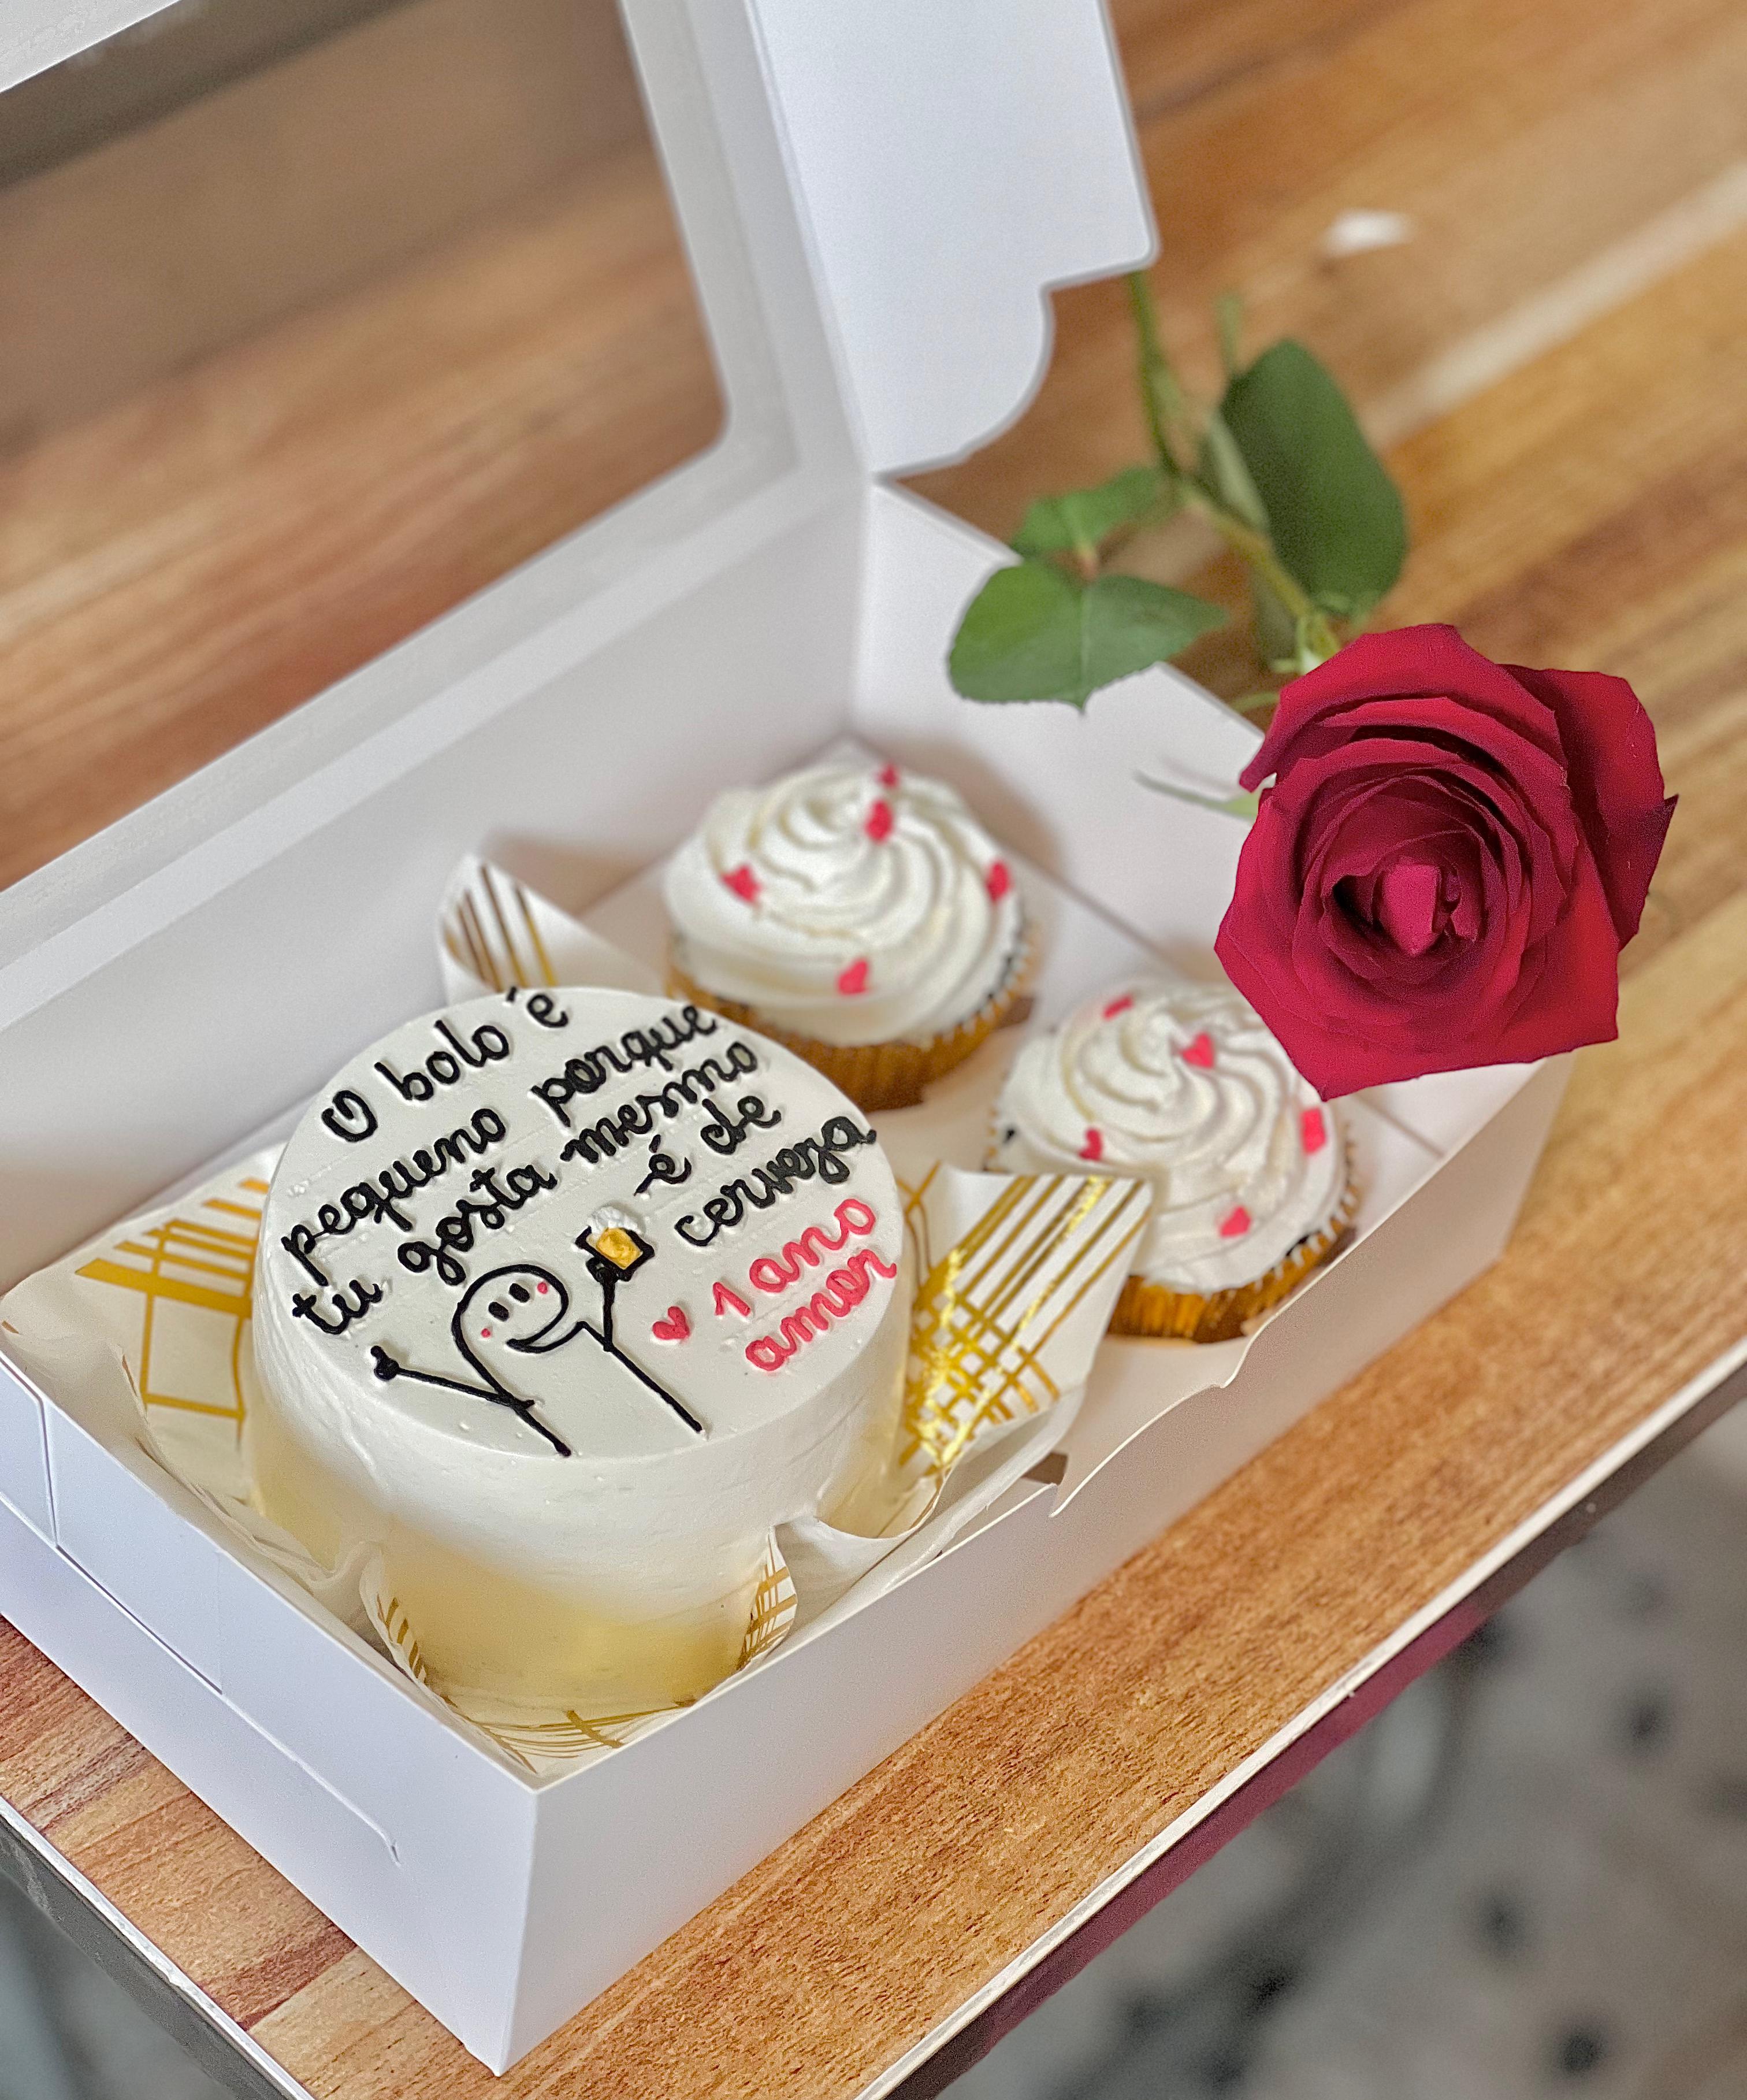 O bolo é
pequeno porque
tu gosta mesmo
é de
cerveja
1 ano
amor